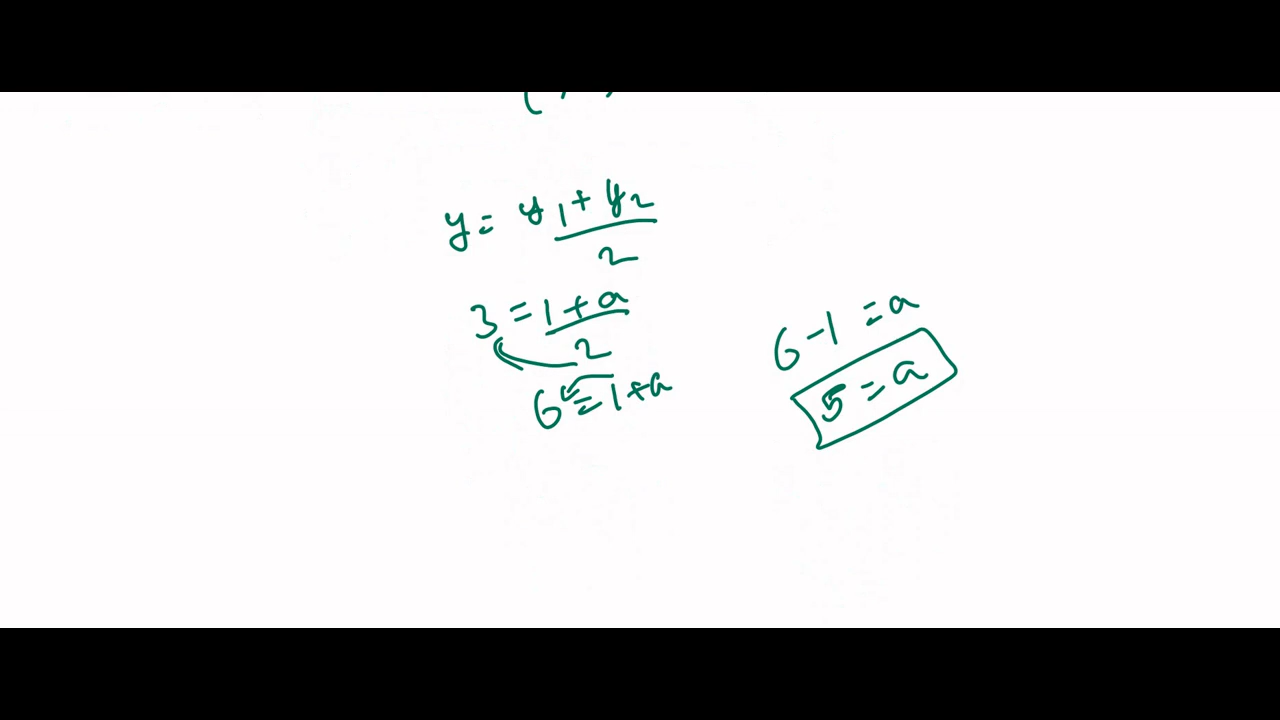 y = y1 + y2
2
3 = 1 + a
2
6 = 1 + a
6 - 1 = a
5 = a